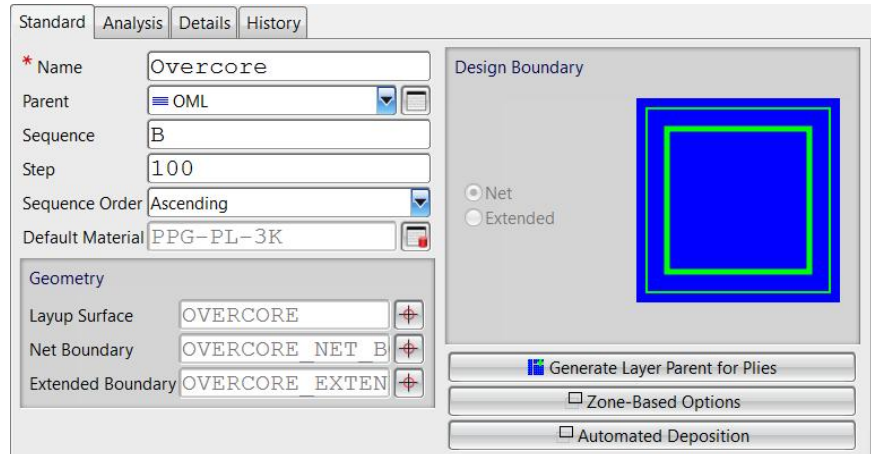 Standard Analysis Details History
* Name Overcore
Parent OML
Sequence B
Step 100
Sequence Order Ascending
Default Material PPG-PL-3K
Geometry
Layup Surface OVERCORE
Net Boundary OVERCORE_NET_B
Extended Boundary OVERCORE_EXTEN
Design Boundary
Net
Extended
Generate Layer Parent for Plies
Zone-Based Options
Automated Deposition